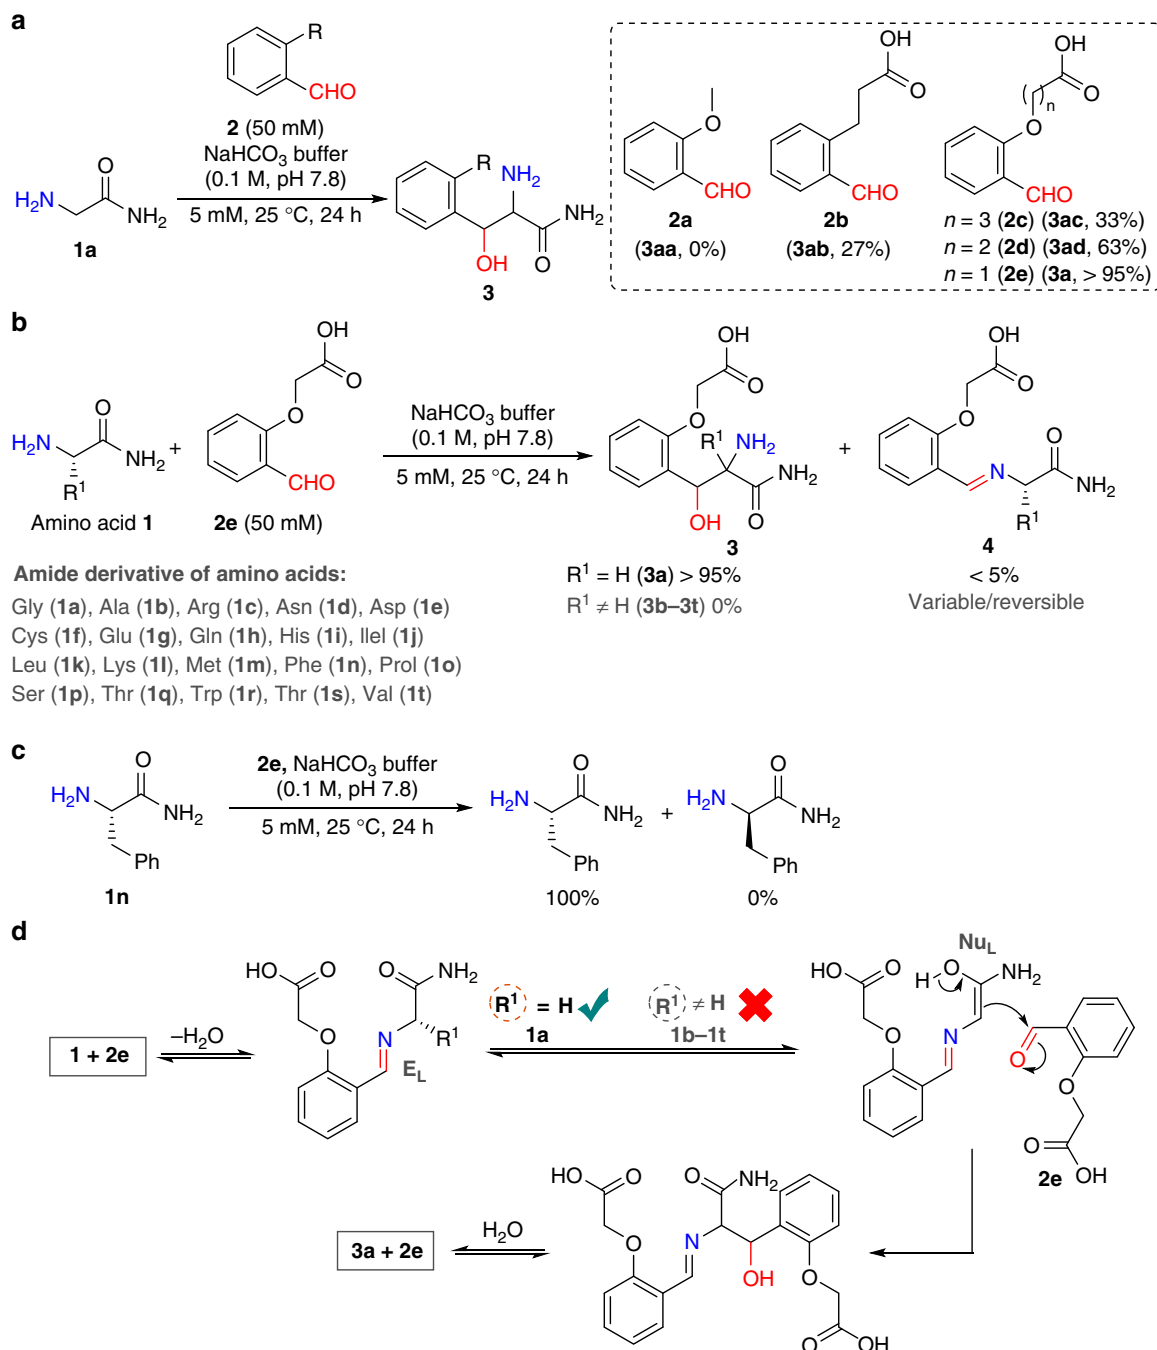 a
R
CHO
2 (50 mM)
NaHCO₃ buffer
(0.1 M, pH 7.8)
5 mM, 25 °C, 24 h
H₂N
O
NH₂
1a
R
NH₂
NH₂
OH
O
3
O
CHO
2a
(3aa, 0%)
OH
O
CHO
2b
(3ab, 27%)
OH
O
n
O
CHO
n = 3 (2c) (3ac, 33%)
n = 2 (2d) (3ad, 63%)
n = 1 (2e) (3a, > 95%)
b
H₂N
O
NH₂
R¹
Amino acid 1
+
OH
O
O
CHO
2e (50 mM)
NaHCO₃ buffer
(0.1 M, pH 7.8)
5 mM, 25 °C, 24 h
OH
O
O
R¹
NH₂
NH₂
OH
O
3
R¹ = H (3a) > 95%
R¹ ≠ H (3b–3t) 0%
+
OH
O
O
N
O
NH₂
R¹
4
< 5%
Variable/reversible
Amide derivative of amino acids:
Gly (1a), Ala (1b), Arg (1c), Asn (1d), Asp (1e)
Cys (1f), Glu (1g), Gln (1h), His (1i), Ilel (1j)
Leu (1k), Lys (1l), Met (1m), Phe (1n), Prol (1o)
Ser (1p), Thr (1q), Trp (1r), Thr (1s), Val (1t)
c
H₂N
O
NH₂
Ph
1n
2e, NaHCO₃ buffer
(0.1 M, pH 7.8)
5 mM, 25 °C, 24 h
H₂N
O
NH₂
Ph
100%
+
H₂N
O
NH₂
Ph
0%
d
1 + 2e
–H₂O
HO
O
O
O
NH₂
N
R¹
E_L
R¹ = H
1a
R¹ ≠ H
1b–1t
Nu_L
HO
O
O
H
O
NH₂
N
O
O
O
OH
2e
HO
O
O
O
NH₂
N
OH
O
O
OH
H₂O
3a + 2e